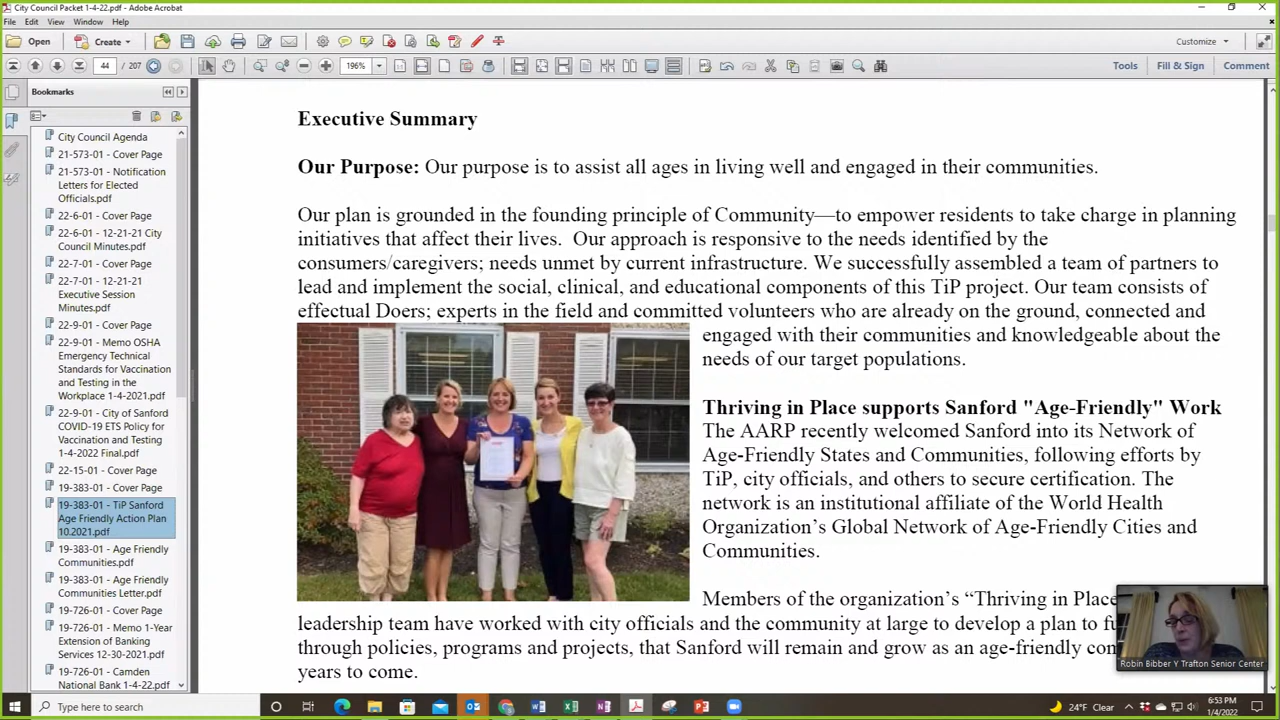 City Council Packet 1-4-22.pdf - Adobe Acrobat
File Edit View Window Help
Open Create Customize
44 / 207 196% Tools Fill & Sign Comment
Bookmarks
City Council Agenda
21-573-01 - Cover Page
21-573-01 - Notification
Letters for Elected
Officials.pdf
22-6-01 - Cover Page
22-6-01 - 12-21-21 City
Council Minutes.pdf
22-7-01 - Cover Page
22-7-01 - 12-21-21
Executive Session
Minutes.pdf
22-9-01 - Cover Page
22-9-01 - Memo OSHA
Emergency Technical
Standards for Vaccination
and Testing in the
Workplace 1-4-2021.pdf
22-9-01 - City of Sanford
COVID-19 ETS Policy for
Vaccination and Testing
1-4-2022 Final.pdf
22-15-01 - Cover Page
19-383-01 - Cover Page
19-383-01 - TiP Sanford
Age Friendly Action Plan
10.2021.pdf
19-383-01 - Age Friendly
Communities.pdf
19-383-01 - Age Friendly
Communities Letter.pdf
19-726-01 - Cover Page
19-726-01 - Memo 1-Year
Extension of Banking
Services 12-30-2021.pdf
19-726-01 - Camden
National Bank 1-4-22.pdf
Executive Summary
Our Purpose: Our purpose is to assist all ages in living well and engaged in their communities.
Our plan is grounded in the founding principle of Community—to empower residents to take charge in planning
initiatives that affect their lives. Our approach is responsive to the needs identified by the
consumers/caregivers; needs unmet by current infrastructure. We successfully assembled a team of partners to
lead and implement the social, clinical, and educational components of this TiP project. Our team consists of
effectual Doers; experts in the field and committed volunteers who are already on the ground, connected and
engaged with their communities and knowledgeable about the
needs of our target populations.
Thriving in Place supports Sanford "Age-Friendly" Work
The AARP recently welcomed Sanford into its Network of
Age-Friendly States and Communities, following efforts by
TiP, city officials, and others to secure certification. The
network is an institutional affiliate of the World Health
Organization's Global Network of Age-Friendly Cities and
Communities.
Members of the organization's “Thriving in Place
leadership team have worked with city officials and the community at large to develop a plan to
through policies, programs and projects, that Sanford will remain and grow as an age-friendly
years to come.
Robin Bibber Y Trafton Senior Center
Type here to search
24°F Clear
6:53 PM
1/4/2022